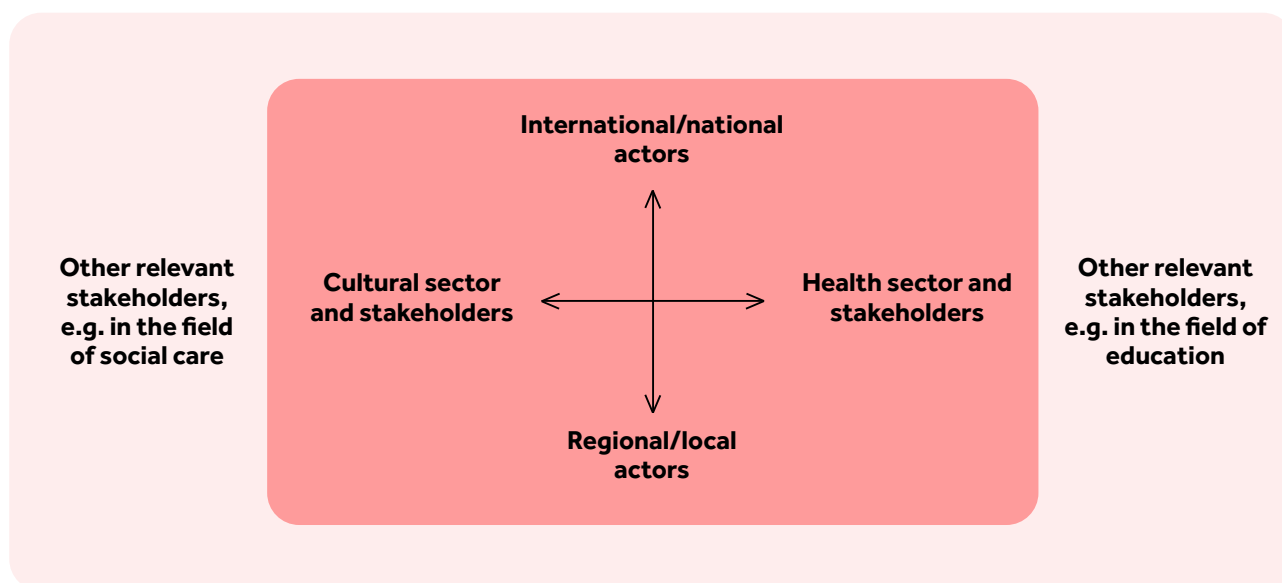 International/national
actors
Other relevant
stakeholders,
e.g. in the field
of social care
Cultural sector
and stakeholders
Health sector and
stakeholders
Other relevant
stakeholders,
e.g. in the field of
education
Regional/local
actors